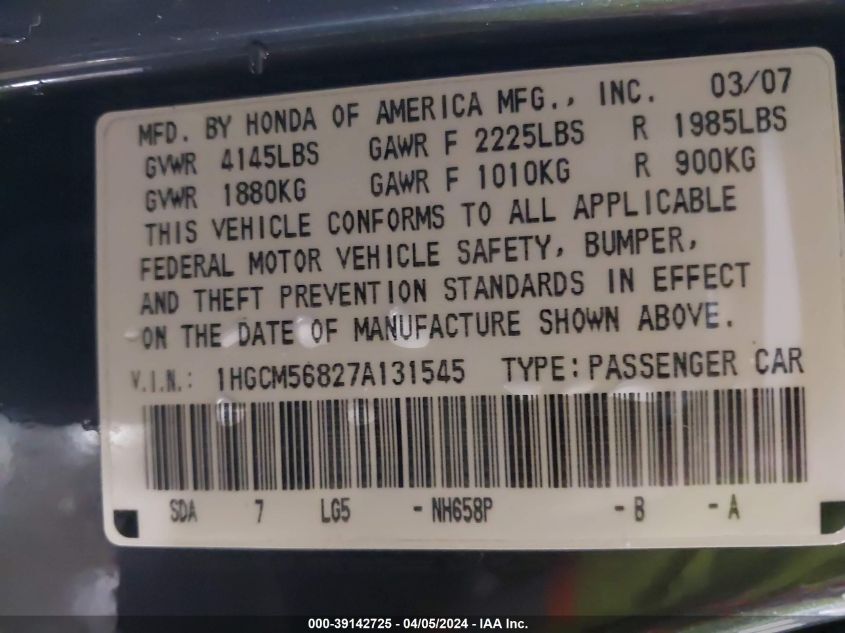 MFD. BY HONDA OF AMERICA MFG., INC. 03/07
GVWR 4145LBS GAWR F 2225LBS R 1985LBS
GVWR 1880KG GAWR F 1010KG R 900KG
THIS VEHICLE CONFORMS TO ALL APPLICABLE
FEDERAL MOTOR VEHICLE SAFETY, BUMPER,
AND THEFT PREVENTION STANDARDS IN EFFECT
ON THE DATE OF MANUFACTURE SHOWN ABOVE.
V.I.N.: 1HGCM56827A131545 TYPE: PASSENGER CAR
SDA 7 LG5 - NH658P - B - A
000-39142725 - 04/05/2024 - IAA Inc.